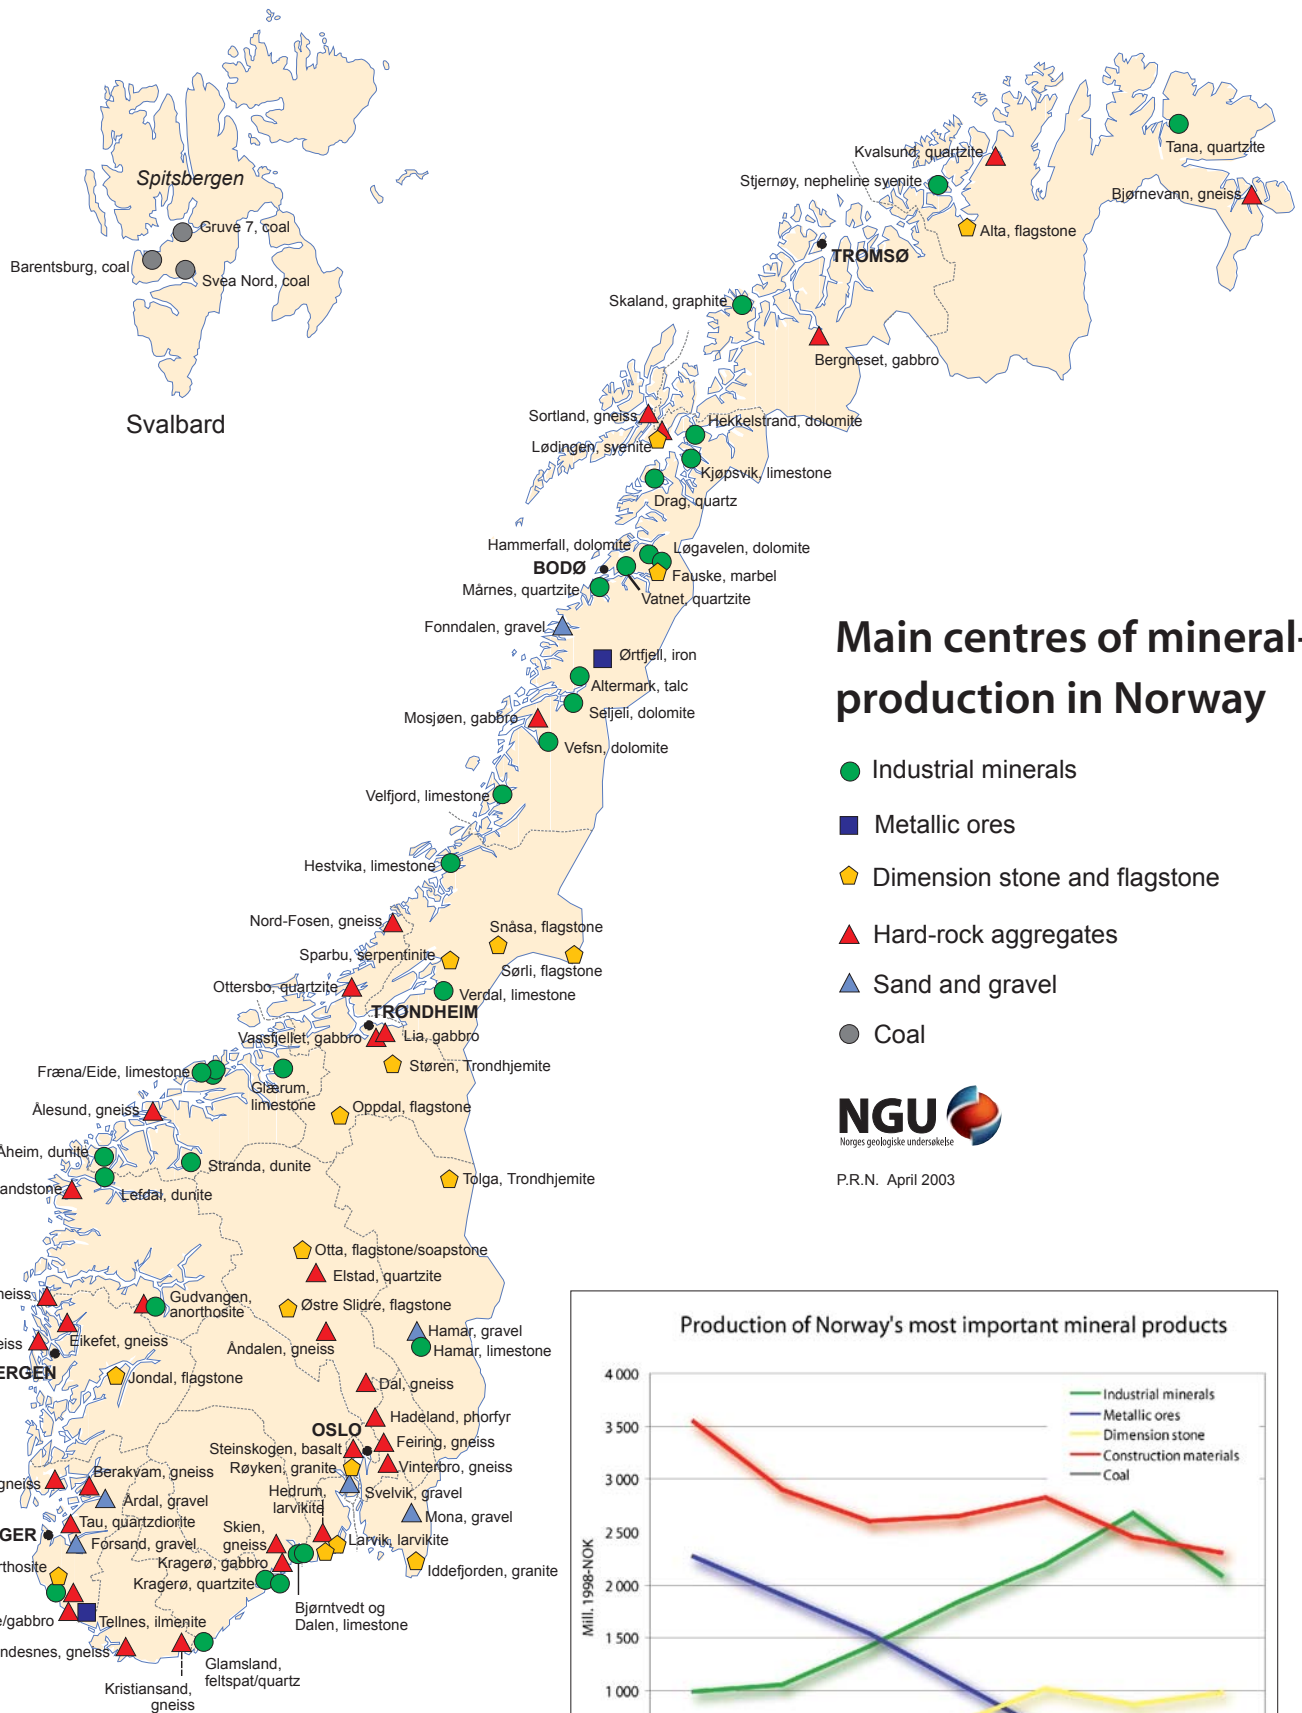 Spitsbergen
Gruve 7, coal
Barentsburg, coal
Svea Nord, coal
Svalbard
Kvalsund, quartzite
Tana, quartzite
Stjernøy, nepheline syenite
Bjørnevann, gneiss
Alta, flagstone
TROMSØ
Skaland, graphite
Bergneset, gabbro
Sortland, gneiss
Hekkelstrand, dolomite
Lødingen, syenite
Kjøpsvik, limestone
Drag, quartz
Hammerfall, dolomite
Løgavelen, dolomite
BODØ
Fauske, marbel
Mårnes, quartzite
Vatnet, quartzite
Fonndalen, gravel
Ørtfjell, iron
Altermark, talc
Seljeli, dolomite
Mosjøen, gabbro
Vefsn, dolomite
Velfjord, limestone
Hestvika, limestone
Nord-Fosen, gneiss
Snåsa, flagstone
Sparbu, serpentinite
Sørli, flagstone
Ottersbo, quartzite
Verdal, limestone
TRONDHEIM
Vassfjellet, gabbro
Lia, gabbro
Støren, Trondhjemite
Fræna/Eide, limestone
Glærum,
limestone
Oppdal, flagstone
Ålesund, gneiss
Åheim, dunite
Stranda, dunite
Tolga, Trondhjemite
andstone
Lefdal, dunite
Otta, flagstone/soapstone
Elstad, quartzite
neiss
Gudvangen,
anorthosite
Østre Slidre, flagstone
Eikefet, gneiss
eiss
Åndalen, gneiss
Hamar, gravel
Hamar, limestone
ERGEN
Jondal, flagstone
Dal, gneiss
Hadeland, phorfyr
OSLO
Steinskogen, basalt
Feiring, gneiss
Røyken, granite
Vinterbro, gneiss
gneiss
Berakvam, gneiss
Hedrum,
larvikite
Svelvik, gravel
Årdal, gravel
Mona, gravel
Tau, quartzdiorite
Skien,
gneiss
Larvik, larvikite
GER
Forsand, gravel
Kragerø, gabbro
Iddefjorden, granite
rthosite
Kragerø, quartzite
Bjørntvedt og
Dalen, limestone
e/gabbro
Tellnes, ilmenite
ndesnes, gneiss
Glamsland,
feltspat/quartz
Kristiansand,
gneiss
Main centres of mineral-
production in Norway
Industrial minerals
Metallic ores
Dimension stone and flagstone
Hard-rock aggregates
Sand and gravel
Coal
NGU
Norges geologiske undersøkelse
P.R.N. April 2003
Production of Norway's most important mineral products
4 000
3 500
3 000
2 500
2 000
1 500
1 000
Mill. 1998-NOK
Industrial minerals
Metallic ores
Dimension stone
Construction materials
Coal